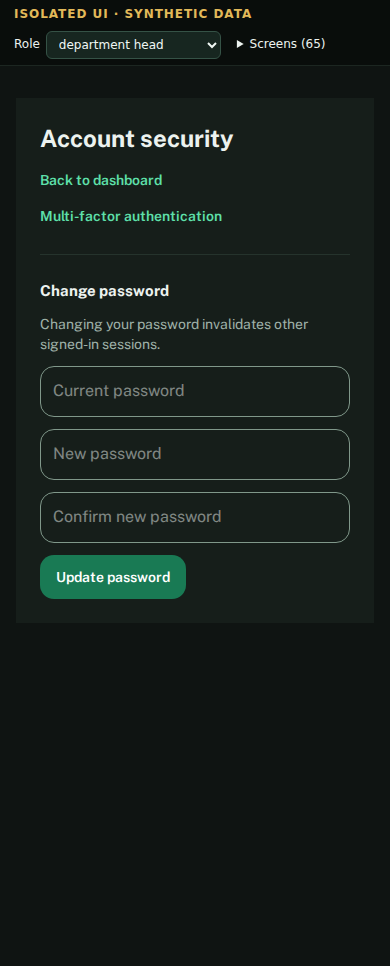 ISOLATED UI · SYNTHETIC DATA
Role department head ▶ Screens (65)
Account security
Back to dashboard
Multi-factor authentication
Change password
Changing your password invalidates other
signed-in sessions.
Current password
New password
Confirm new password
Update password